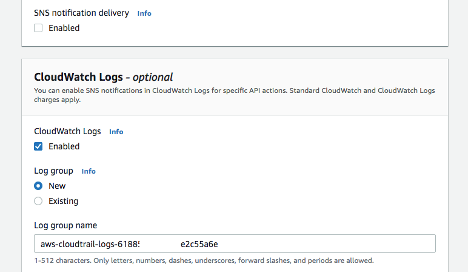 SNS notification delivery Info
Enabled
CloudWatch Logs - optional
You can enable SNS notifications in CloudWatch Logs for specific API actions. Standard CloudWatch and CloudWatch Logs
charges apply.
CloudWatch Logs Info
Enabled
Log group Info
New
Existing
Log group name
aws-cloudtrail-logs-61885 e2c55a6e
1-512 characters. Only letters, numbers, dashes, underscores, forward slashes, and periods are allowed.